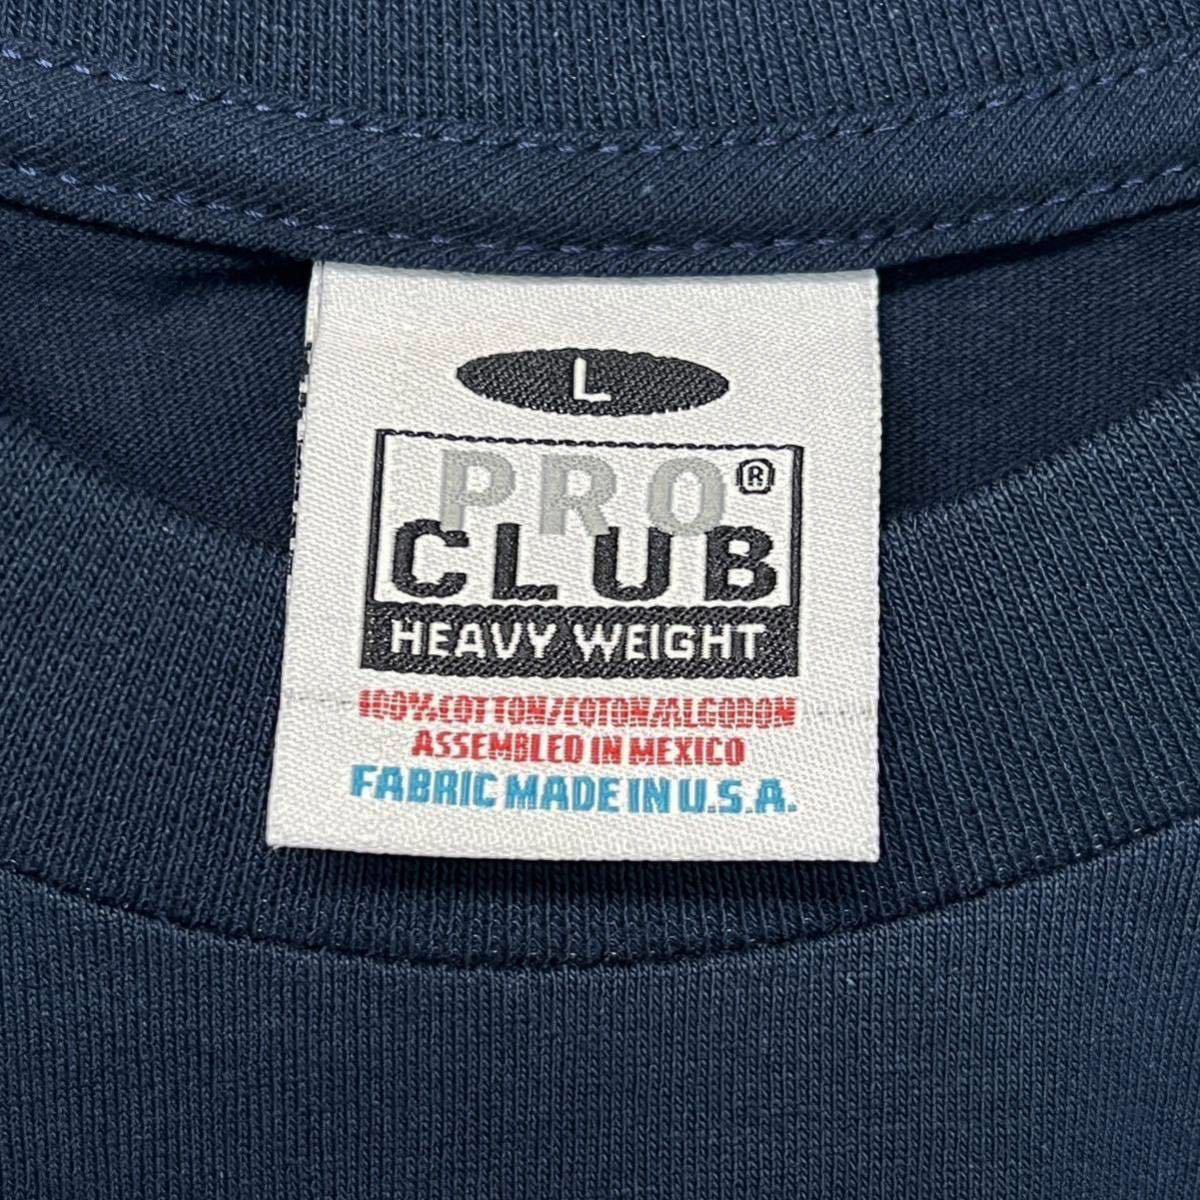 L
PRO®
CLUB
HEAVY WEIGHT
100%COTTON/COTON/ALGODON
ASSEMBLED IN MEXICO
FABRIC MADE IN U.S.A.